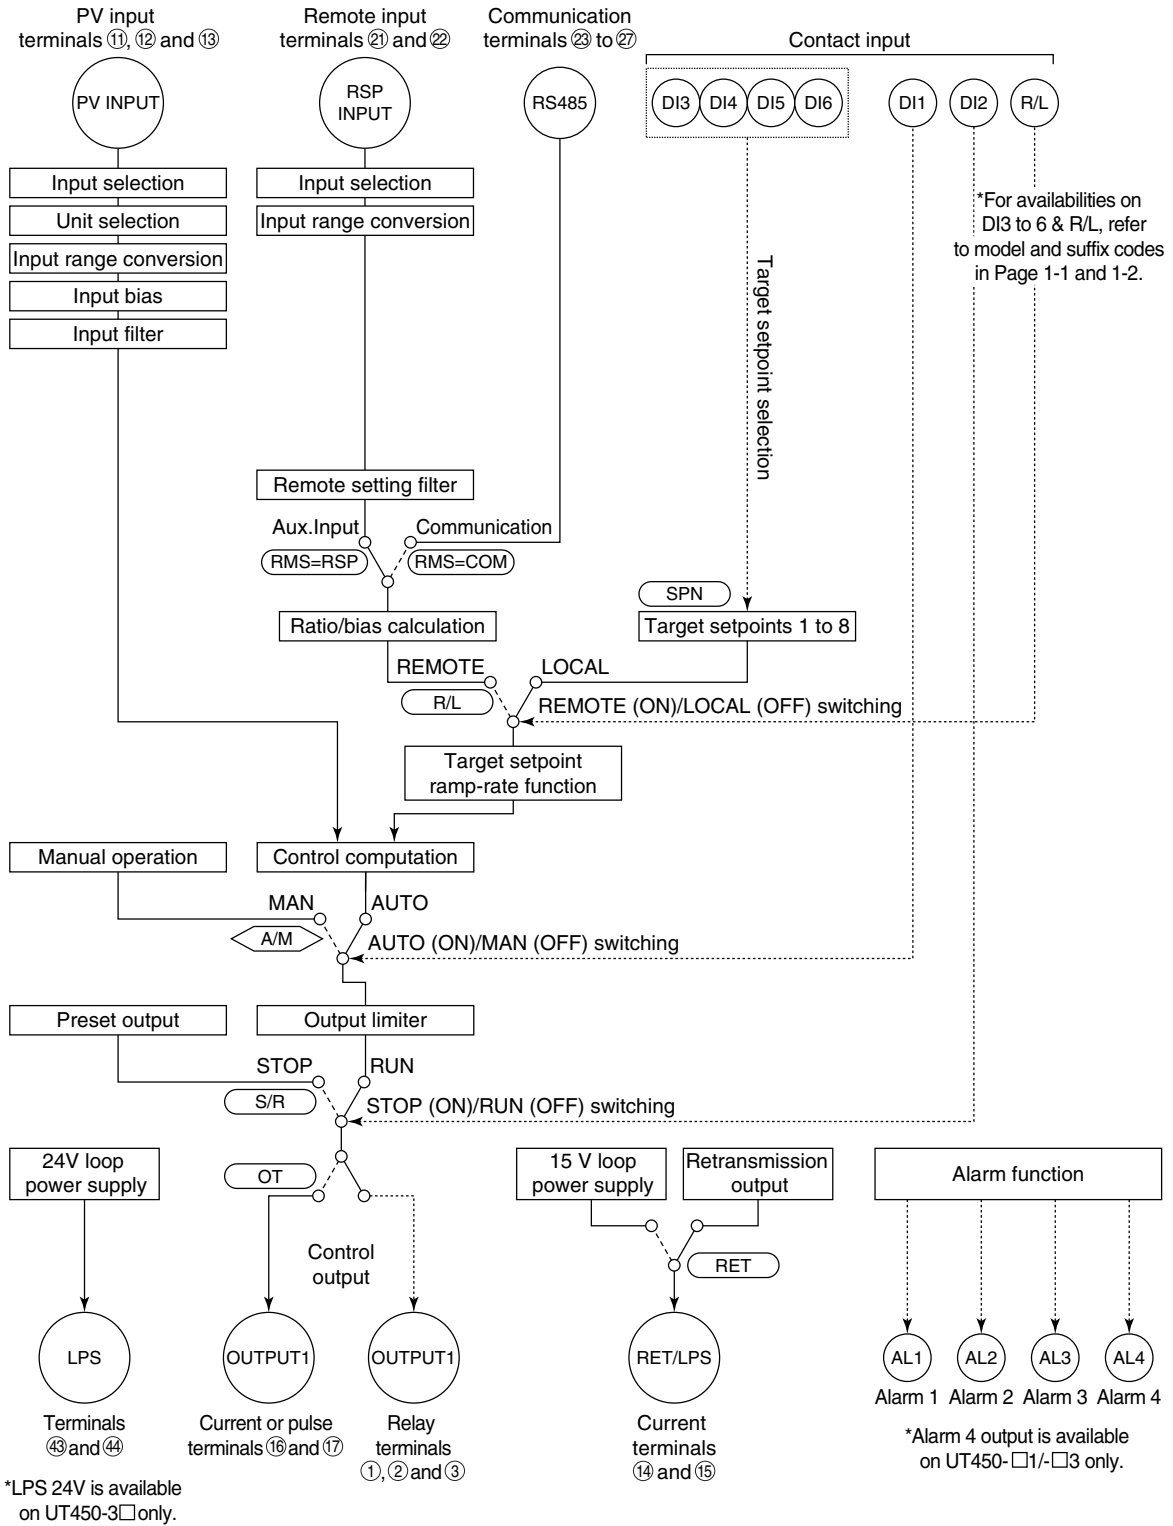 PV input
terminals ⑪, ⑫ and ⑬
Remote input
terminals ㉑ and ㉒
Communication
terminals ㉓ to ㉗
Contact input
PV INPUT
RSP
INPUT
RS485
DI3
DI4
DI5
DI6
DI1
DI2
R/L
Input selection
Unit selection
Input range conversion
Input bias
Input filter
Input selection
Input range conversion
*For availabilities on
DI3 to 6 & R/L, refer
to model and suffix codes
in Page 1-1 and 1-2.
Target setpoint selection
Remote setting filter
Aux.Input
Communication
RMS=RSP
RMS=COM
SPN
Ratio/bias calculation
Target setpoints 1 to 8
REMOTE
LOCAL
R/L
REMOTE (ON)/LOCAL (OFF) switching
Target setpoint
ramp-rate function
Manual operation
Control computation
MAN
AUTO
A/M
AUTO (ON)/MAN (OFF) switching
Preset output
Output limiter
STOP
RUN
S/R
STOP (ON)/RUN (OFF) switching
24V loop
power supply
OT
15 V loop
power supply
Retransmission
output
Alarm function
Control
output
RET
LPS
OUTPUT1
OUTPUT1
RET/LPS
AL1
AL2
AL3
AL4
Alarm 1
Alarm 2
Alarm 3
Alarm 4
Terminals
㊸ and ㊹
Current or pulse
terminals ⑯ and ⑰
Relay
terminals
①, ② and ③
Current
terminals
⑭ and ⑮
*Alarm 4 output is available
on UT450-□1/-□3 only.
*LPS 24V is available
on UT450-3□ only.